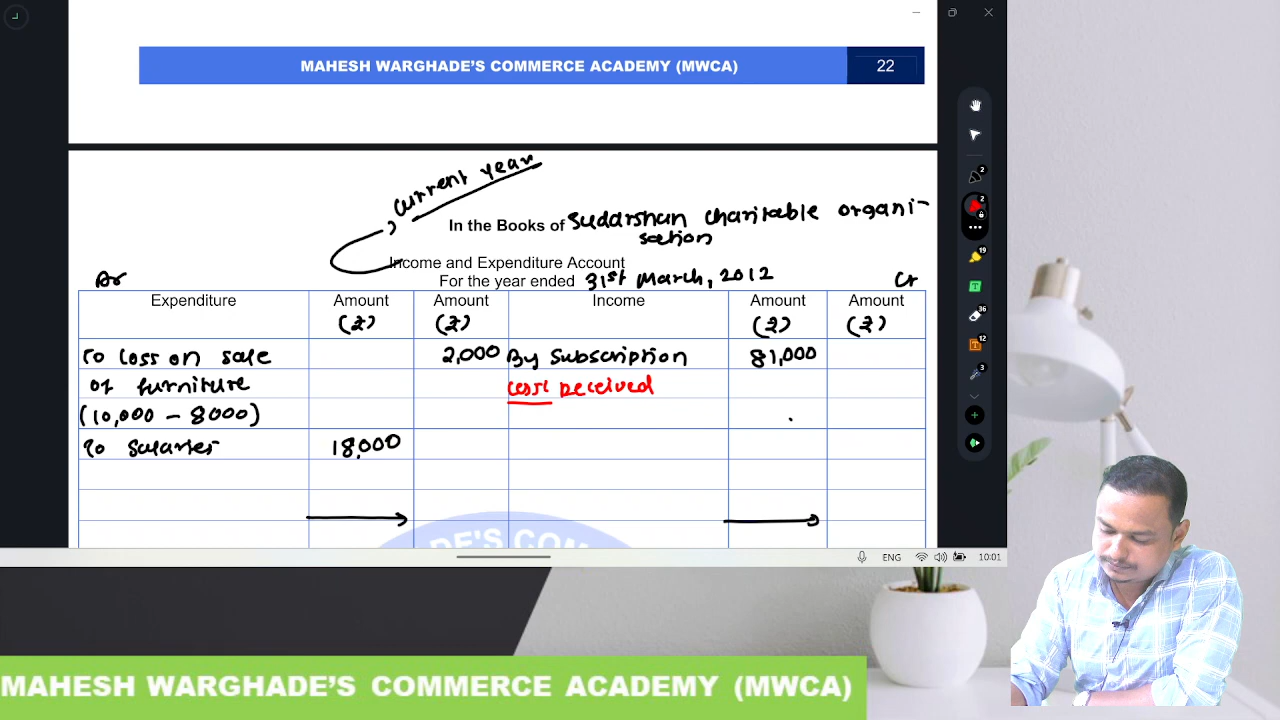 MAHESH WARGHADE'S COMMERCE ACADEMY (MWCA) 22
Current Year
In the Books of Sudarshan charitable organi-
sation
Income and Expenditure Account
For the year ended 31st March, 2012
Dr Cr
Expenditure Amount (₹) Amount (₹) Income Amount (₹) Amount (₹)
To Loss on sale 2,000 By Subscription 81,000
of furniture received
(10,000 - 8000)
To Salaries 18,000
DE'S COM
ENG 10:01
MAHESH WARGHADE'S COMMERCE ACADEMY (MWCA)